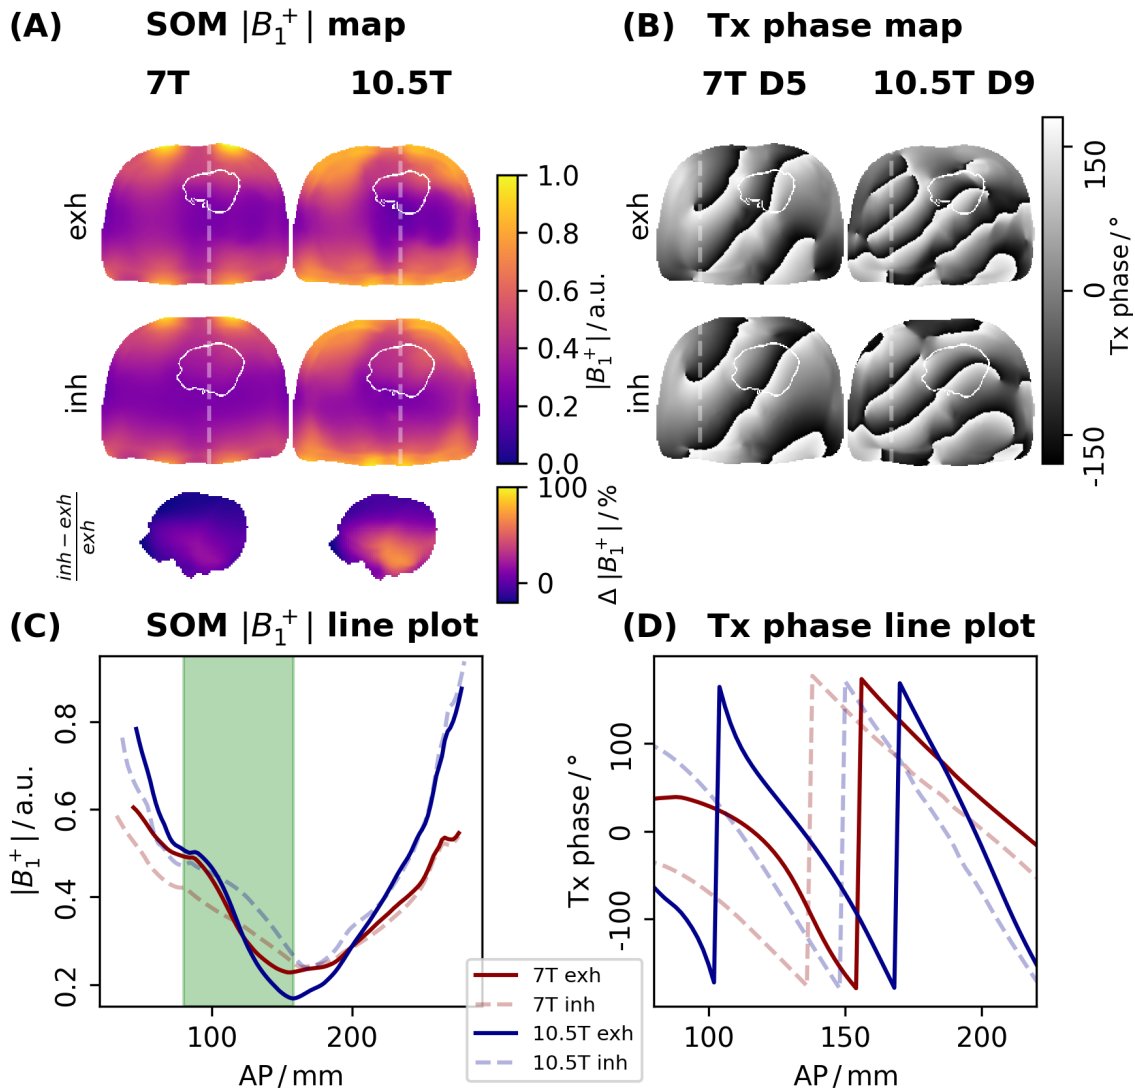 (A) SOM |B₁⁺| map
(B) Tx phase map
7T 10.5T
7T D5 10.5T D9
exh
inh
inh − exh
exh
1.0
0.8
0.6
0.4
0.2
0.0
|B₁⁺| / a.u.
100
0
Δ |B₁⁺| / %
exh
inh
150
0
-150
Tx phase / °
(C) SOM |B₁⁺| line plot
(D) Tx phase line plot
0.8
0.6
0.4
0.2
|B₁⁺| / a.u.
100 200
AP / mm
100
0
-100
Tx phase / °
100 150 200
AP / mm
7T exh
7T inh
10.5T exh
10.5T inh